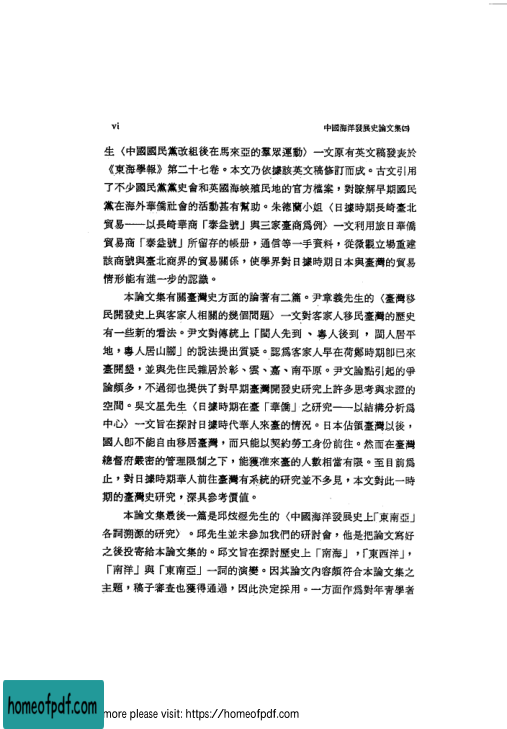 vi
中國海洋發展史論文集㈣
生〈中國國民黨改組後在馬來亞的羣眾運動〉一文原有英文稿發表於
《東海學報》第二十七卷。本文乃依據該英文稿修訂而成。古文引用
了不少國民黨黨史會和英國海峽殖民地的官方檔案，對瞭解早期國民
黨在海外華僑社會的活動甚有幫助。朱德蘭小姐〈日據時期長崎臺北
貿易──以長崎華商「泰益號」與三家臺商為例〉一文利用旅日華僑
貿易商「泰益號」所留存的帳册，通信等一手資料，從微觀立場重建
該商號與臺北商界的貿易關係，使學界對日據時期日本與臺灣的貿易
情形能有進一步的認識。
本論文集有關臺灣史方面的論著有二篇。尹章義先生的〈臺灣移
民開發史上與客家人相關的幾個問題〉一文對客家人移民臺灣的歷史
有一些新的看法。尹文對傳統上「閩人先到、粵人後到，閩人居平
地，粵人居山腳」的說法提出質疑。認為客家人早在荷鄭時期卽已來
臺開墾，並與先住民雜居於彰、雲、嘉、南平原。尹文論點引起的爭
論頗多，不過卻也提供了對早期臺灣開發史研究上許多思考與求證的
空間。吳文星先生〈日據時期在臺「華僑」之研究──以結構分析為
中心〉一文旨在探討日據時代華人來臺的情況。日本佔領臺灣以後，
國人卽不能自由移居臺灣，而只能以契約勞工身份前往。然而在臺灣
總督府嚴密的管理限制之下，能獲准來臺的人數相當有限。至目前為
止，對日據時期華人前往臺灣有系統的研究並不多見，本文對此一時
期的臺灣史研究，深具參考價值。
本論文集最後一篇是邱炫煜先生的〈中國海洋發展史上「東南亞」
各詞溯源的研究〉。邱先生並未參加我們的研討會，他是把論文寫好
之後投寄給本論文集的。邱文旨在探討歷史上「南海」，「東西洋」，
「南洋」與「東南亞」一詞的演變。因其論文內容頗符合本論文集之
主題，稿子審查也獲得通過，因此決定採用。一方面作為對年青學者
homeofpdf.com
more please visit: https://homeofpdf.com